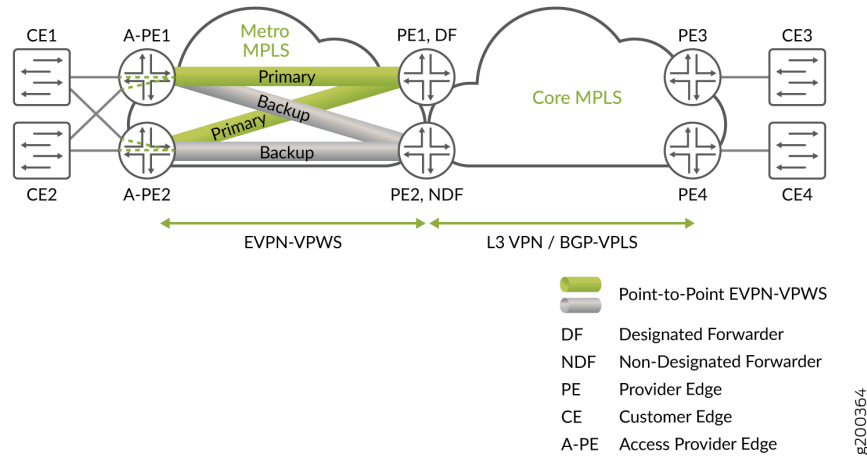 CE1
A-PE1
Metro
MPLS
PE1, DF
PE3
CE3
Primary
Backup
Core MPLS
Primary
Backup
CE2
A-PE2
PE2, NDF
PE4
CE4
EVPN-VPWS
L3 VPN / BGP-VPLS
Point-to-Point EVPN-VPWS
DF Designated Forwarder
NDF Non-Designated Forwarder
PE Provider Edge
CE Customer Edge
A-PE Access Provider Edge
g200364